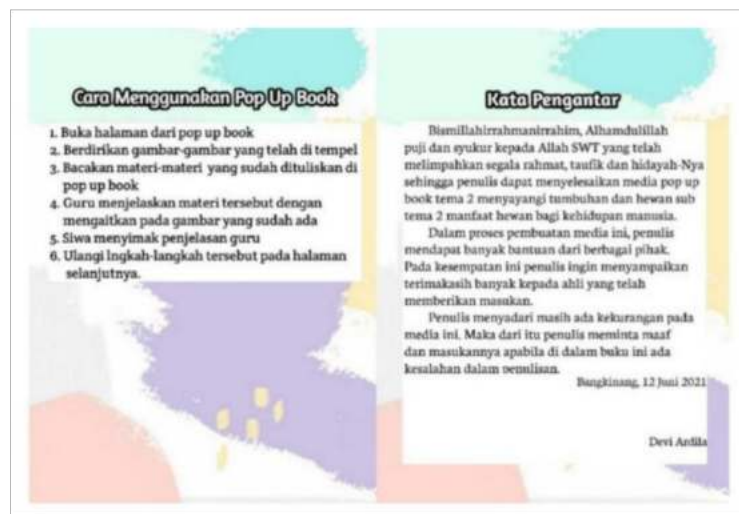 Cara Menggunakan Pop Up Book
1. Buka halaman dari pop up book
2. Berdirikan gambar-gambar yang telah di tempel
3. Bacakan materi-materi yang sudah dituliskan di
pop up book
4. Guru menjelaskan materi tersebut dengan
mengaitkan pada gambar yang sudah ada
5. Siwa menyimak penjelasan guru
6. Ulangi lngkah-langkah tersebut pada halaman
selanjutnya.
Kata Pengantar
Bismillahirrahmanirrahim, Alhamdulillah
puji dan syukur kepada Allah SWT yang telah
melimpahkan segala rahmat, taufik dan hidayah-Nya
sehingga penulis dapat menyelesaikan media pop up
book tema 2 menyayangi tumbuhan dan hewan sub
tema 2 manfaat hewan bagi kehidupan manusia.
Dalam proses pembuatan media ini, penulis
mendapat banyak bantuan dari berbagai pihak.
Pada kesempatan ini penulis ingin menyampaikan
terimakasih banyak kepada ahli yang telah
memberikan masukan.
Penulis menyadari masih ada kekurangan pada
media ini. Maka dari itu penulis meminta maaf
dan masukannya apabila di dalam buku ini ada
kesalahan dalam penulisan.
Bangkinang, 12 Juni 2021
Devi Ardila